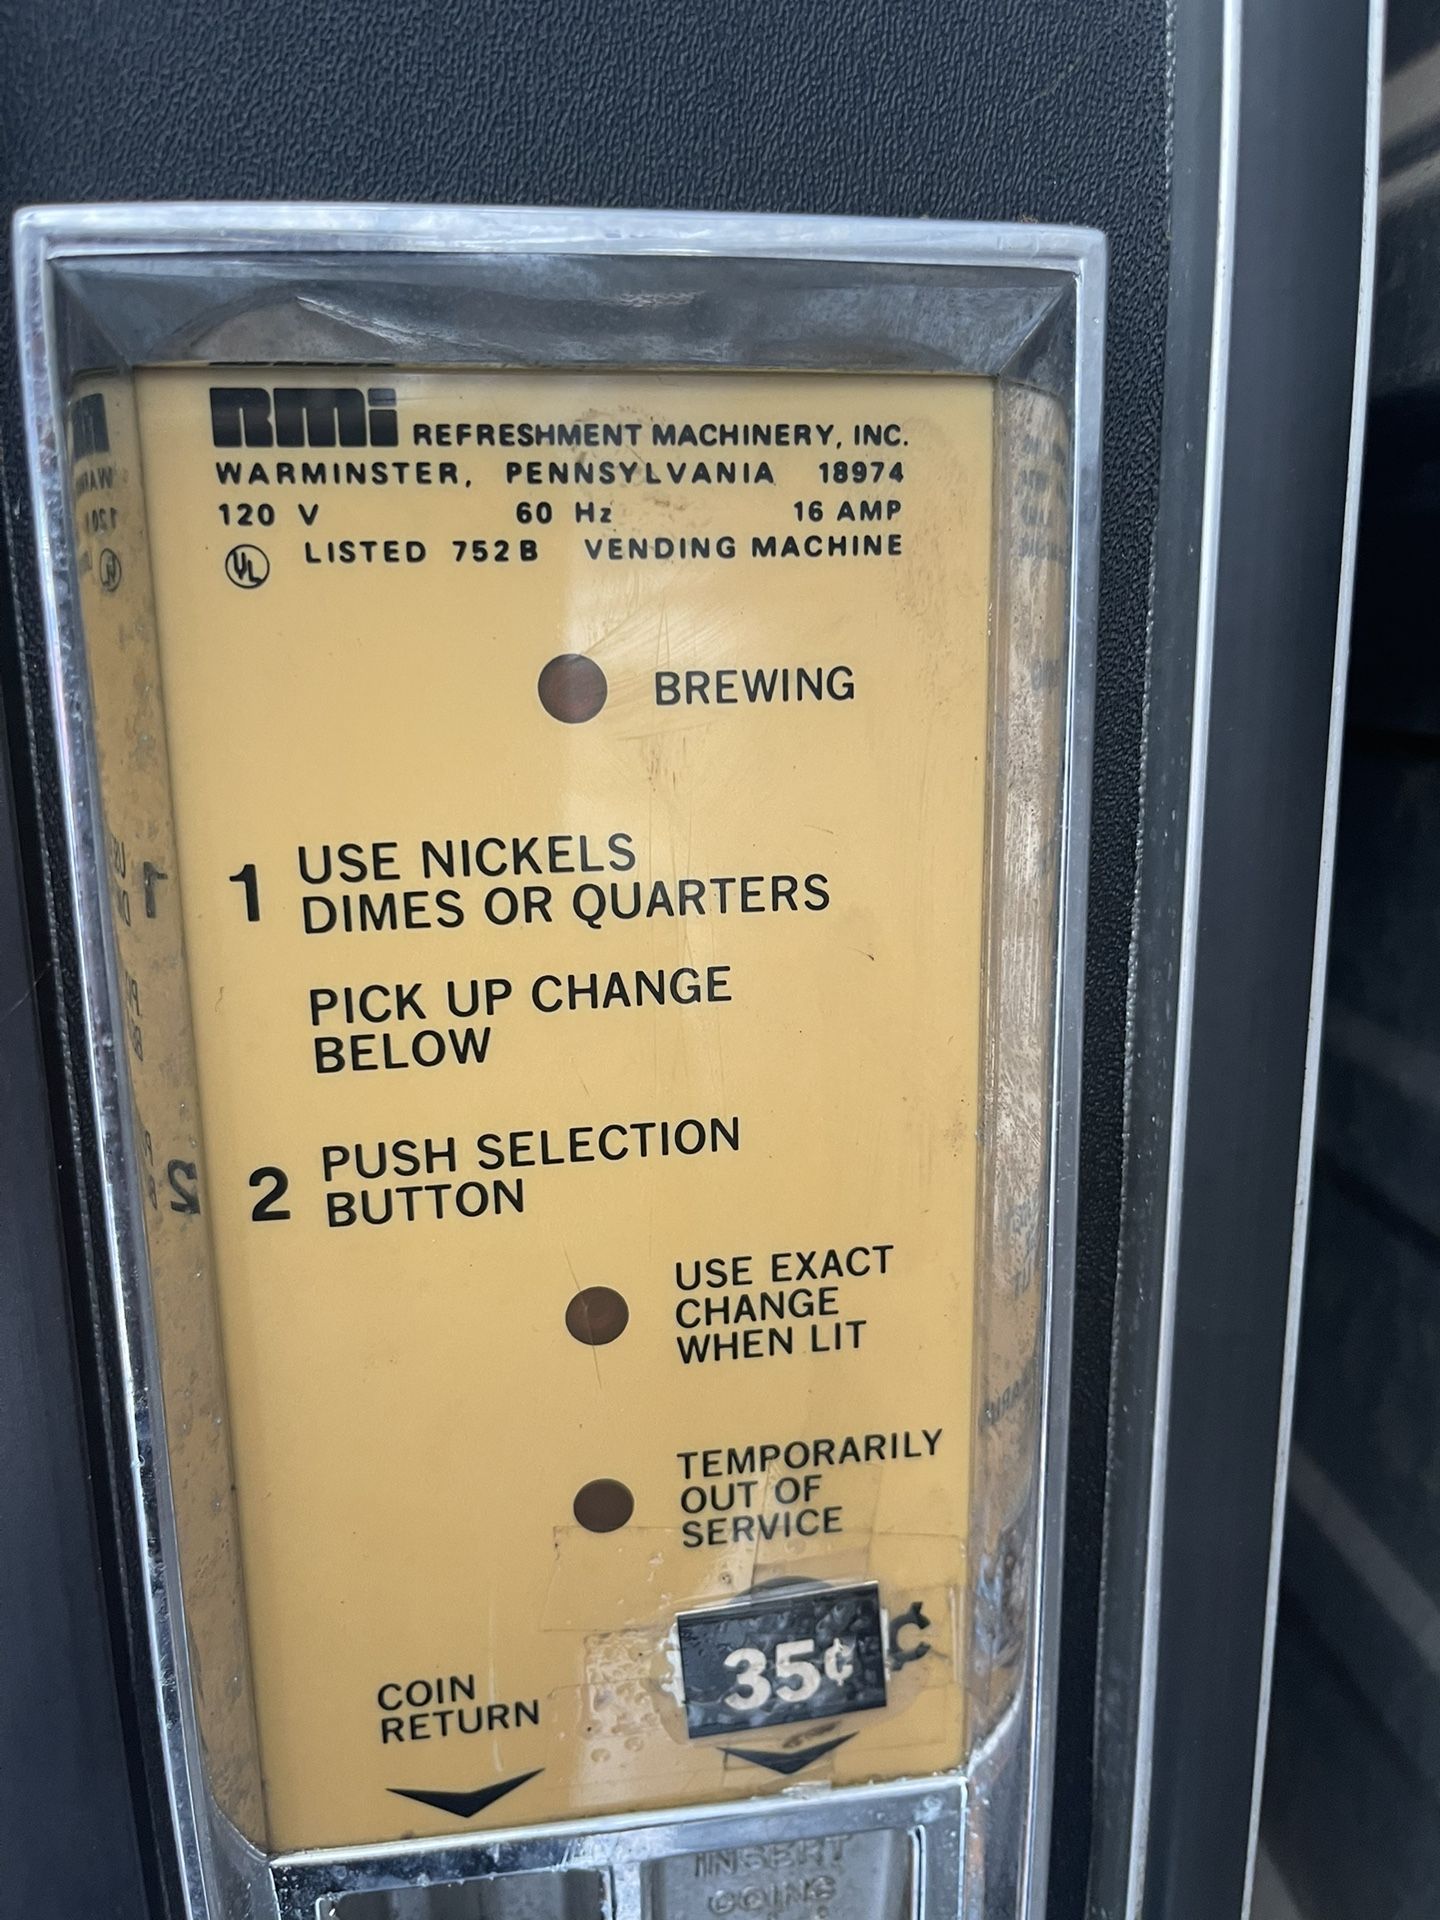 RMi REFRESHMENT MACHINERY, INC.
WARMINSTER, PENNSYLVANIA 18974
120 V 60 Hz 16 AMP
UL LISTED 752B VENDING MACHINE
BREWING
1 USE NICKELS
DIMES OR QUARTERS
PICK UP CHANGE
BELOW
2 PUSH SELECTION
BUTTON
USE EXACT
CHANGE
WHEN LIT
TEMPORARILY
OUT OF
SERVICE
35¢
COIN
RETURN
INSERT
COINS